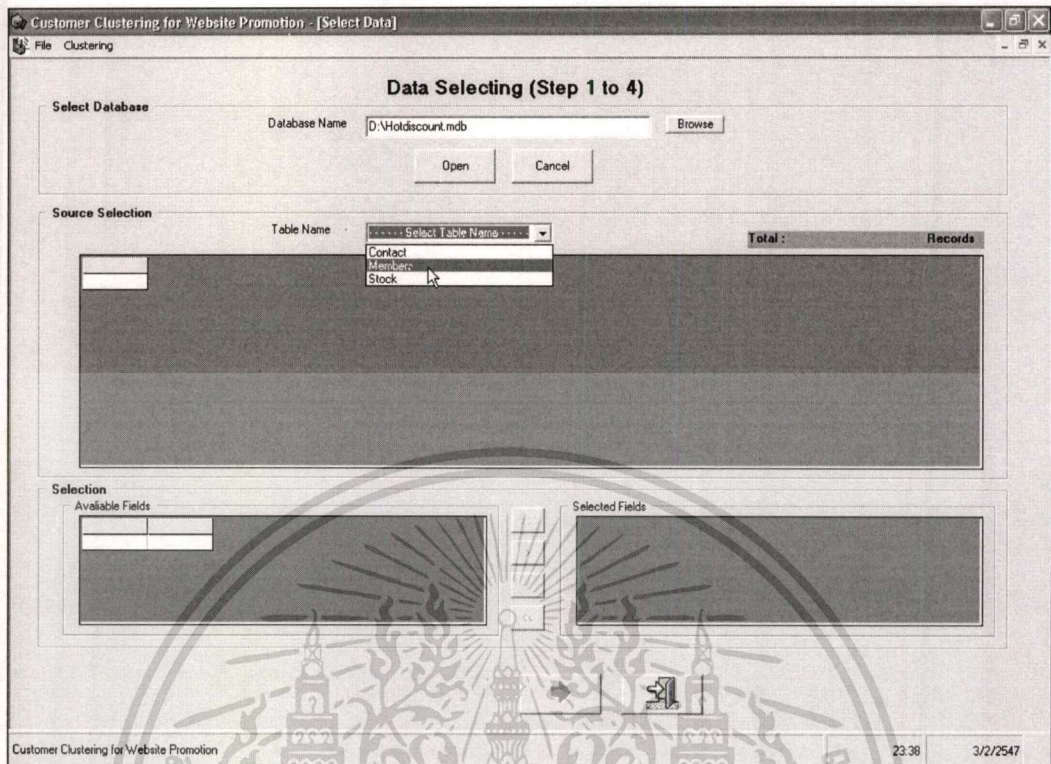 Customer Clustering for Website Promotion - [Select Data]
File Clustering
Data Selecting (Step 1 to 4)
Select Database
Database Name D:\Hotdiscount.mdb Browse
Open Cancel
Source Selection
Table Name ------ Select Table Name -----
Total : Records
Contact
Members
Stock
Selection
Avaliable Fields
Selected Fields
<<
Customer Clustering for Website Promotion 23:38 3/2/2547